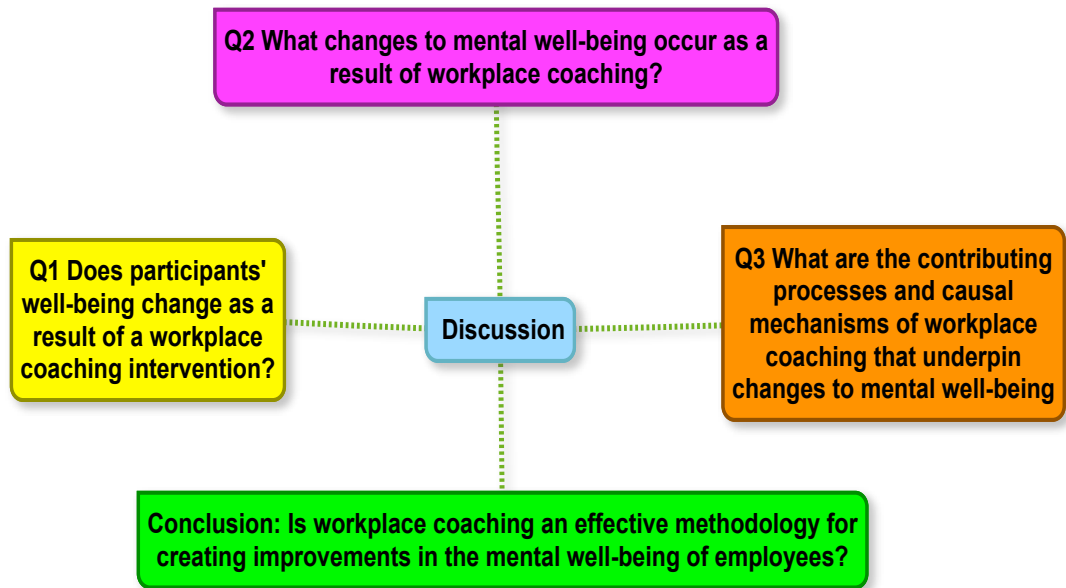 Q2 What changes to mental well-being occur as a
result of workplace coaching?
Q1 Does participants'
well-being change as a
result of a workplace
coaching intervention?
Discussion
Q3 What are the contributing
processes and causal
mechanisms of workplace
coaching that underpin
changes to mental well-being
Conclusion: Is workplace coaching an effective methodology for
creating improvements in the mental well-being of employees?